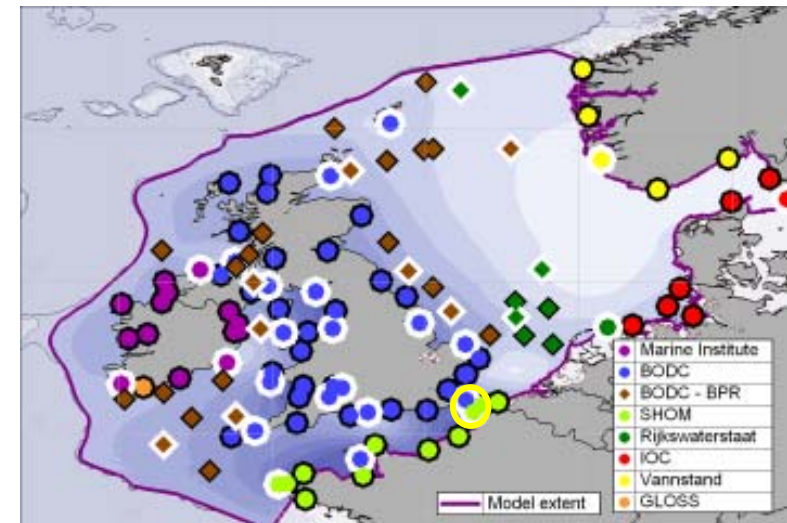 Marine Institute
BODC
BODC - BPR
SHOM
Rijkswaterstaat
IOC
Vannstand
GLOSS
Model extent